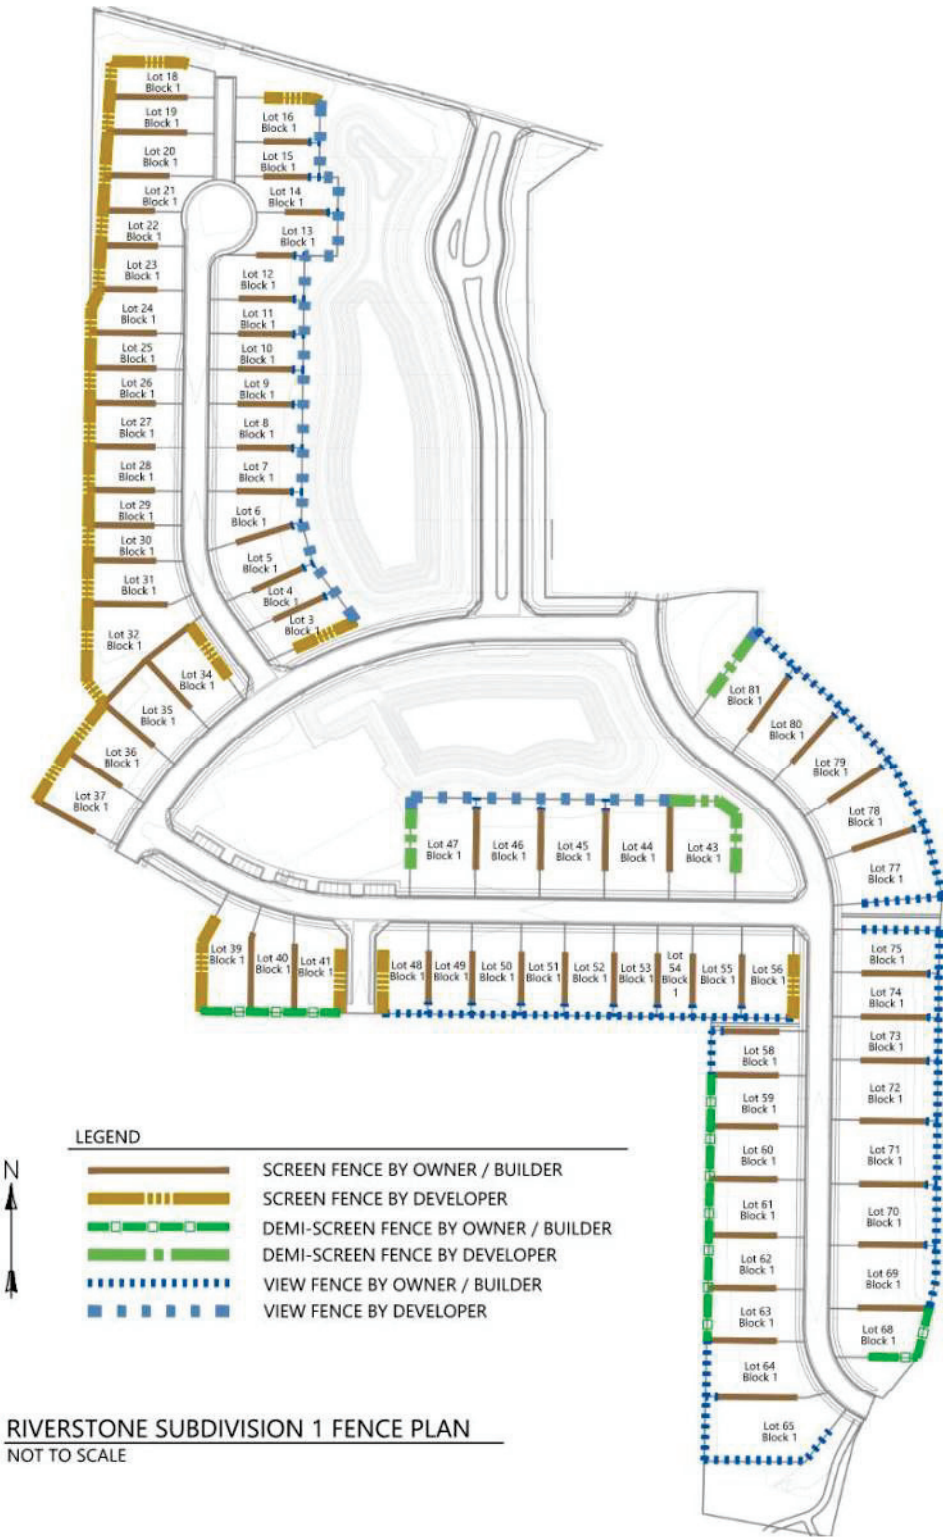 Lot 18
Block 1
Lot 19
Block 1
Lot 20
Block 1
Lot 21
Block 1
Lot 22
Block 1
Lot 23
Block 1
Lot 24
Block 1
Lot 25
Block 1
Lot 26
Block 1
Lot 27
Block 1
Lot 28
Block 1
Lot 29
Block 1
Lot 30
Block 1
Lot 31
Block 1
Lot 32
Block 1
Lot 34
Block 1
Lot 35
Block 1
Lot 36
Block 1
Lot 37
Block 1
Lot 16
Block 1
Lot 15
Block 1
Lot 14
Block 1
Lot 13
Block 1
Lot 12
Block 1
Lot 11
Block 1
Lot 10
Block 1
Lot 9
Block 1
Lot 8
Block 1
Lot 7
Block 1
Lot 6
Block 1
Lot 5
Block 1
Lot 4
Block 1
Lot 3
Block 1
Lot 81
Block 1
Lot 80
Block 1
Lot 79
Block 1
Lot 78
Block 1
Lot 77
Block 1
Lot 47
Block 1
Lot 46
Block 1
Lot 45
Block 1
Lot 44
Block 1
Lot 43
Block 1
Lot 39
Block 1
Lot 40
Block 1
Lot 41
Block 1
Lot 48
Block 1
Lot 49
Block 1
Lot 50
Block 1
Lot 51
Block 1
Lot 52
Block 1
Lot 53
Block 1
Lot
54
Block
1
Lot 55
Block 1
Lot 56
Block 1
Lot 75
Block 1
Lot 74
Block 1
Lot 73
Block 1
Lot 72
Block 1
Lot 71
Block 1
Lot 70
Block 1
Lot 69
Block 1
Lot 68
Block 1
Lot 58
Block 1
Lot 59
Block 1
Lot 60
Block 1
Lot 61
Block 1
Lot 62
Block 1
Lot 63
Block 1
Lot 64
Block 1
Lot 65
Block 1
LEGEND
N
SCREEN FENCE BY OWNER / BUILDER
SCREEN FENCE BY DEVELOPER
DEMI-SCREEN FENCE BY OWNER / BUILDER
DEMI-SCREEN FENCE BY DEVELOPER
VIEW FENCE BY OWNER / BUILDER
VIEW FENCE BY DEVELOPER
RIVERSTONE SUBDIVISION 1 FENCE PLAN
NOT TO SCALE